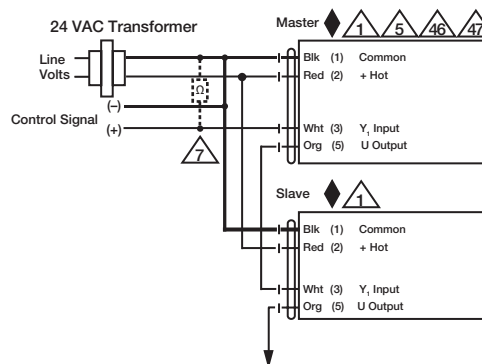 24 VAC Transformer
Master 1 5 46 47
Line
Volts
Blk (1) Common
Red (2) + Hot
Ω
(–)
Control Signal
(+)
Wht (3) Y1 Input
Org (5) U Output
7
Slave 1
Blk (1) Common
Red (2) + Hot
Wht (3) Y1 Input
Org (5) U Output